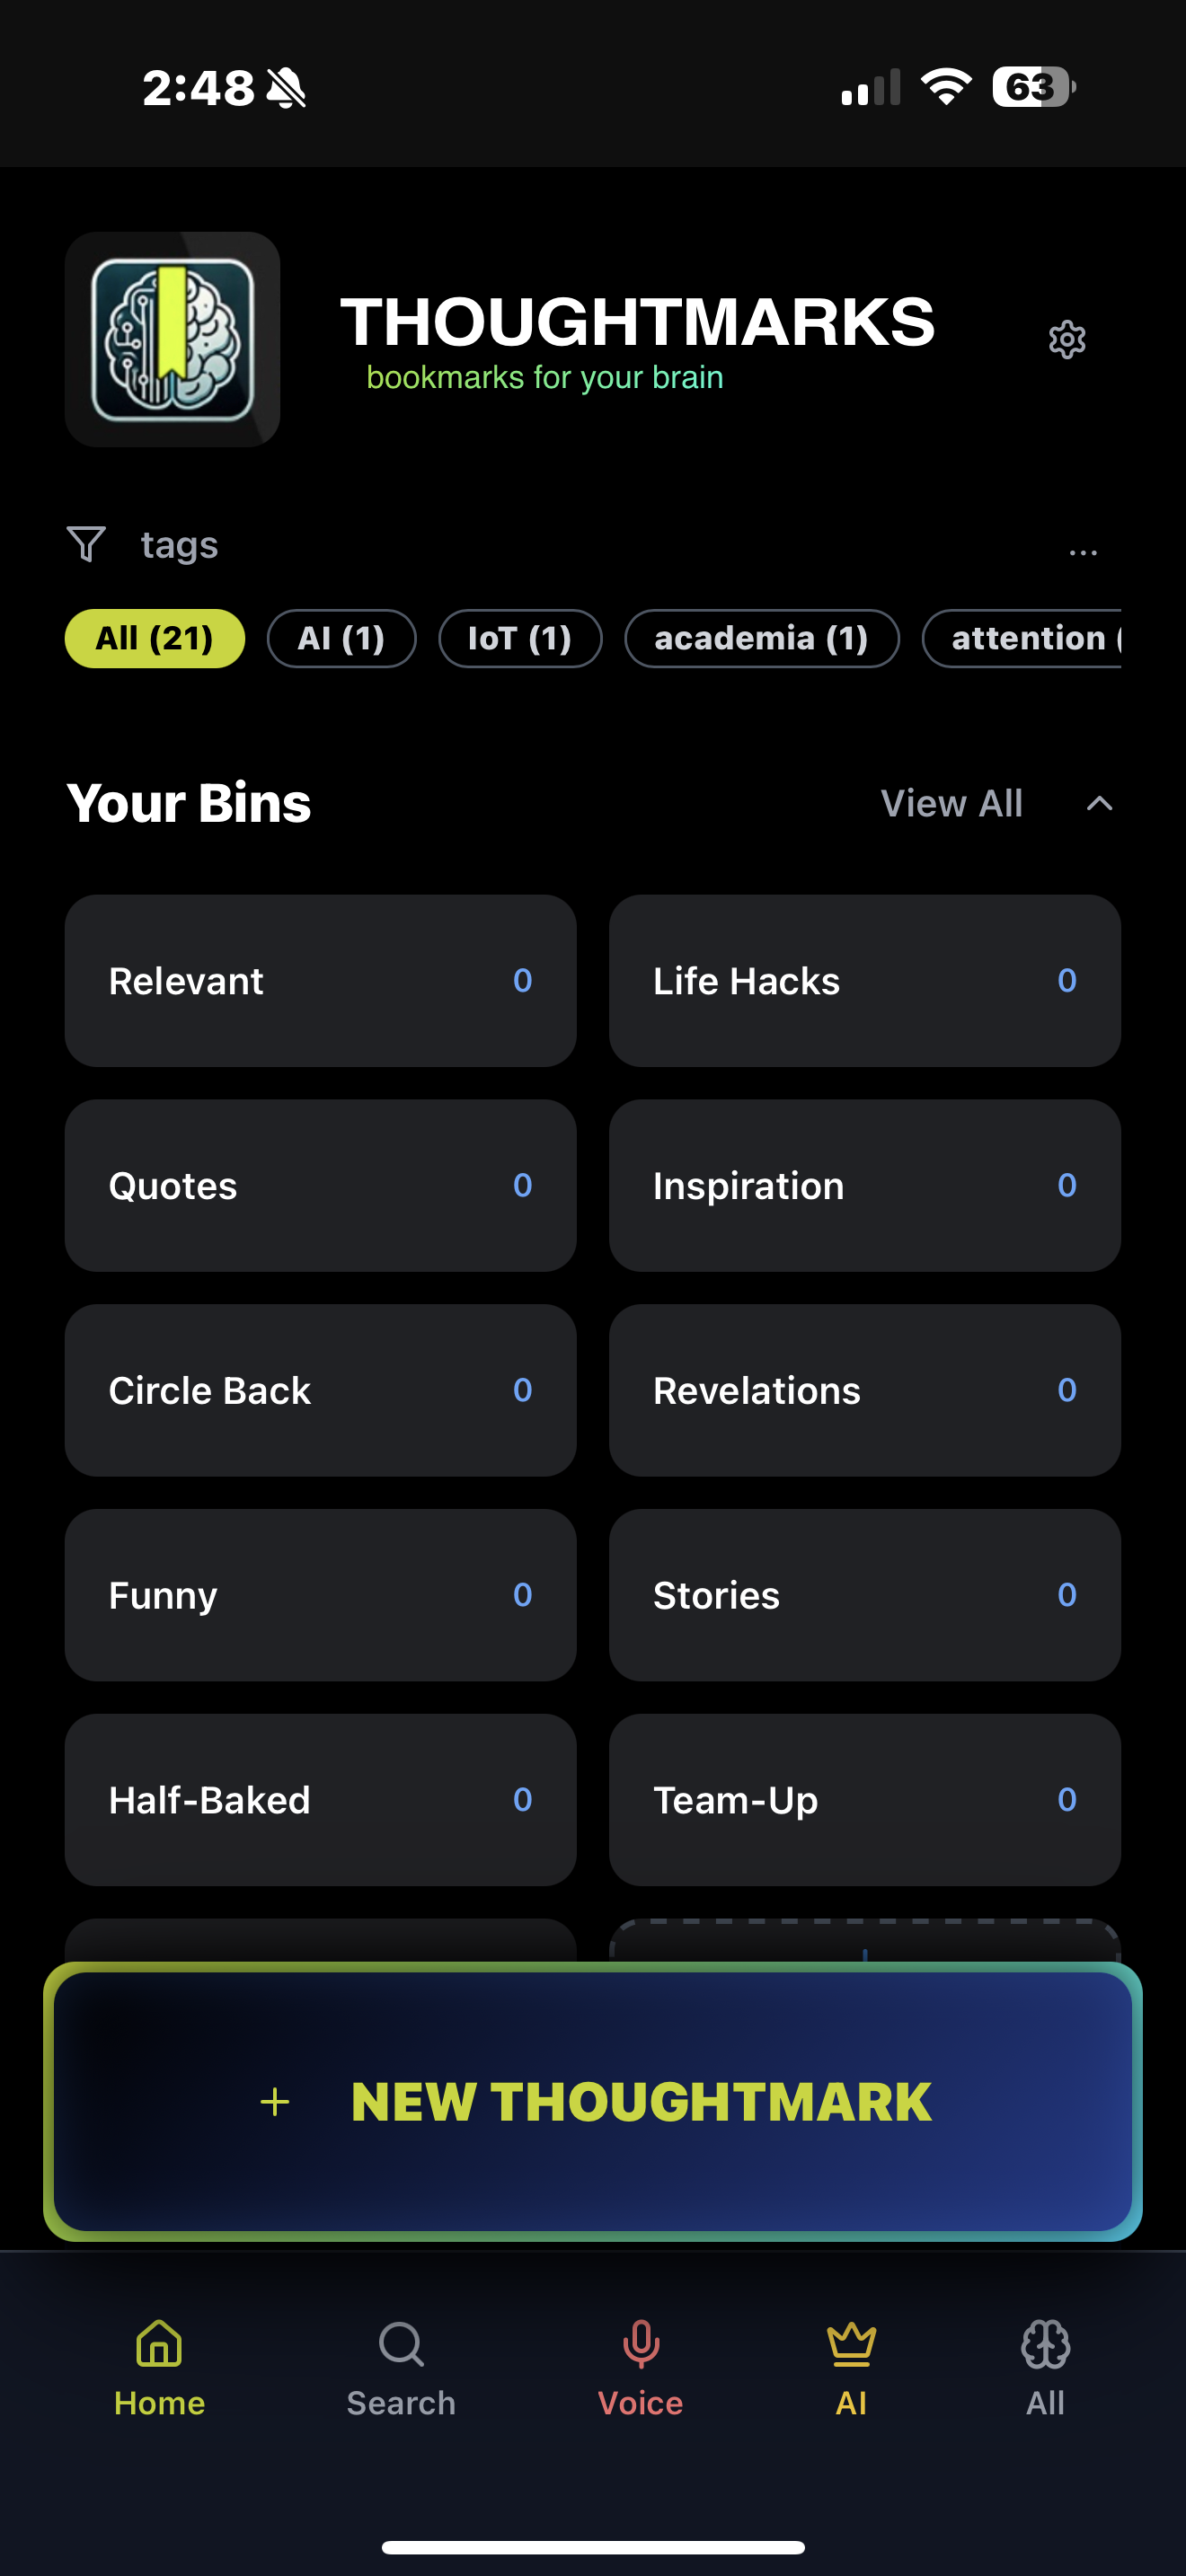 2:48 63
THOUGHTMARKS
bookmarks for your brain
tags ...
All (21) AI (1) IoT (1) academia (1) attention (
Your Bins View All
Relevant 0 Life Hacks 0
Quotes 0 Inspiration 0
Circle Back 0 Revelations 0
Funny 0 Stories 0
Half-Baked 0 Team-Up 0
+ NEW THOUGHTMARK
Home Search Voice AI All